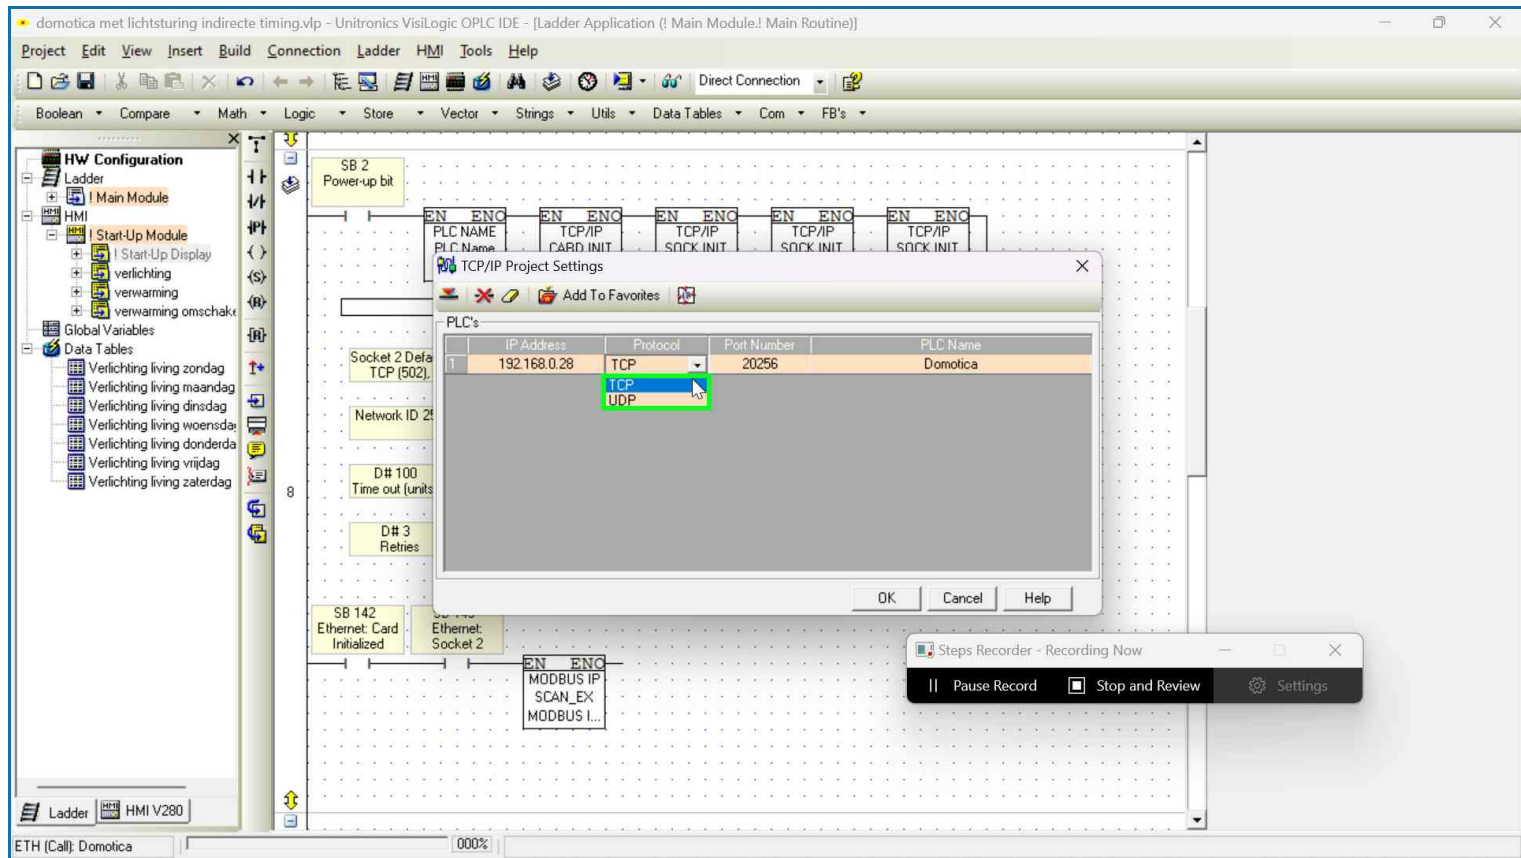 domotica met lichtsturing indirecte timing.vlp - Unitronics VisiLogic OPLC IDE - [Ladder Application (! Main Module.! Main Routine)]
Project Edit View Insert Build Connection Ladder HMI Tools Help
Direct Connection
Boolean Compare Math Logic Store Vector Strings Utils Data Tables Com FB's
HW Configuration
Ladder
! Main Module
HMI
! Start-Up Module
! Start-Up Display
verlichting
verwarming
verwarming omschake
Global Variables
Data Tables
Verlichting living zondag
Verlichting living maandag
Verlichting living dinsdag
Verlichting living woensdag
Verlichting living donderda
Verlichting living vrijdag
Verlichting living zaterdag
Ladder HMI V280
SB 2
Power-up bit
EN ENO EN ENO EN ENO EN ENO EN ENO
PLC NAME TCP/IP TCP/IP TCP/IP TCP/IP
PLC Name CARD INIT SOCK INIT SOCK INIT SOCK INIT
TCP/IP Project Settings
Add To Favorites
PLC's
IP Address Protocol Port Number PLC Name
1 192.168.0.28 TCP 20256 Domotica
TCP
UDP
OK Cancel Help
Socket 2 Defa
TCP (502),
Network ID 25
D# 100
Time out (units
8
D# 3
Retries
SB 142
Ethernet: Card
Initialized
SB 145
Ethernet:
Socket 2
EN ENO
MODBUS IP
SCAN_EX
MODBUS I...
Steps Recorder - Recording Now
Pause Record Stop and Review Settings
ETH (Call): Domotica 000%